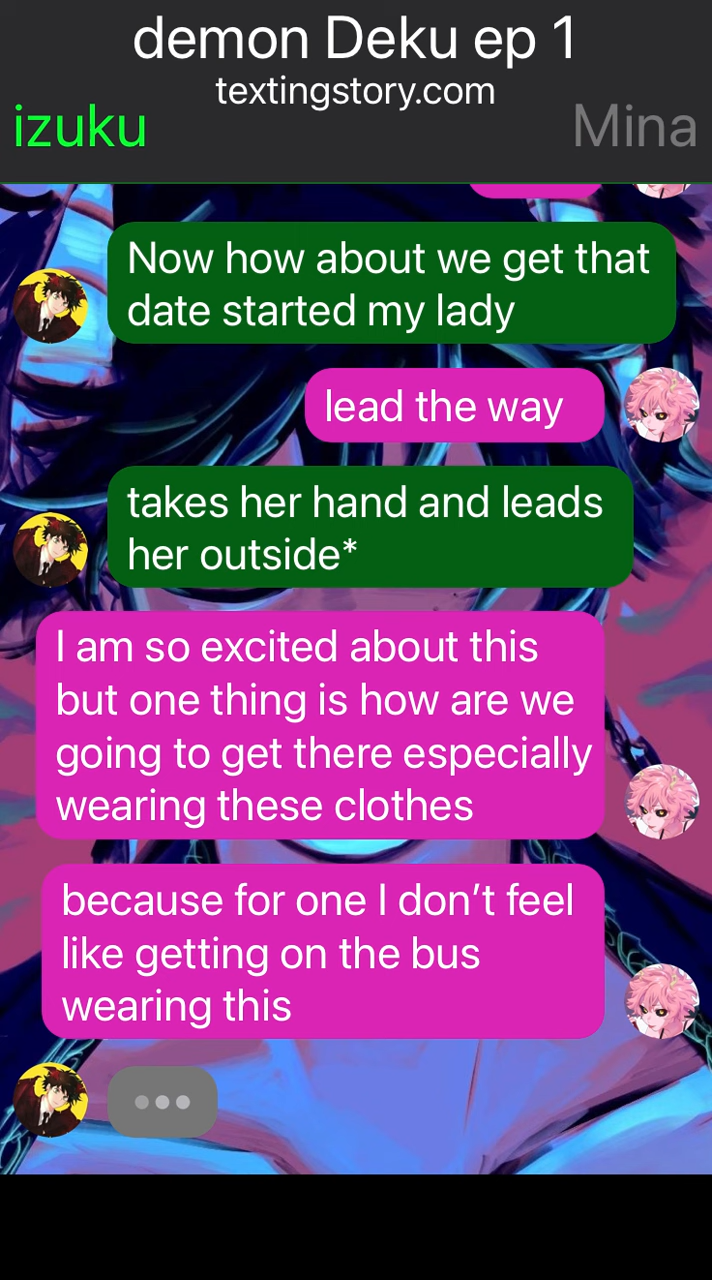 demon Deku ep 1
textingstory.com
izuku
Mina
Now how about we get that
date started my lady
lead the way
takes her hand and leads
her outside*
I am so excited about this
but one thing is how are we
going to get there especially
wearing these clothes
because for one I don’t feel
like getting on the bus
wearing this